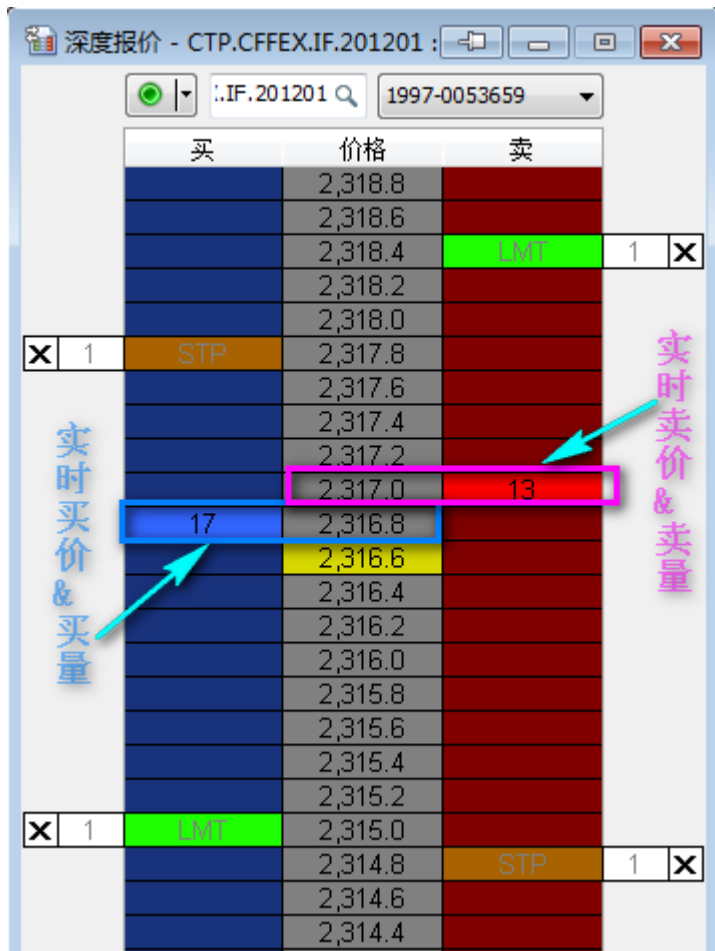 深度报价 - CTP.CFFEX.IF.201201 :
:.IF.201201 1997-0053659
买 价格 卖
2,318.8
2,318.6
2,318.4 LMT 1 X
2,318.2
2,318.0
X 1 STP 2,317.8
2,317.6
2,317.4
2,317.2
2,317.0 13
17 2,316.8
2,316.6
2,316.4
2,316.2
2,316.0
2,315.8
2,315.6
2,315.4
2,315.2
X 1 LMT 2,315.0
2,314.8 STP 1 X
2,314.6
2,314.4
实时买价&买量
实时卖价&卖量